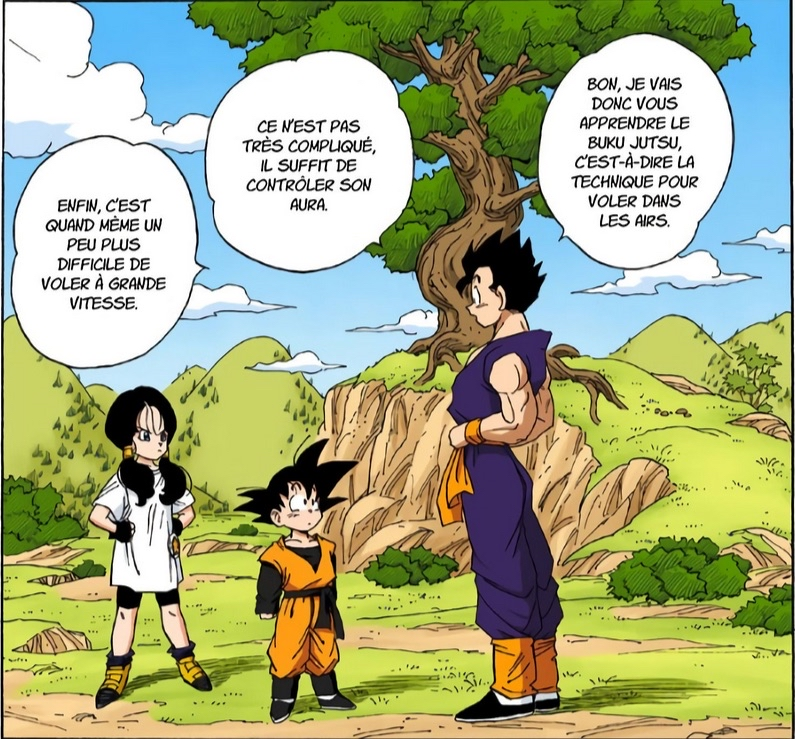 BON, JE VAIS
DONC VOUS
APPRENDRE LE
BUKU JUTSU,
C'EST-À-DIRE LA
TECHNIQUE POUR
VOLER DANS
LES AIRS.
CE N'EST PAS
TRÈS COMPLIQUÉ,
IL SUFFIT DE
CONTRÔLER SON
AURA.
ENFIN, C'EST
QUAND MÊME UN
PEU PLUS
DIFFICILE DE
VOLER À GRANDE
VITESSE.